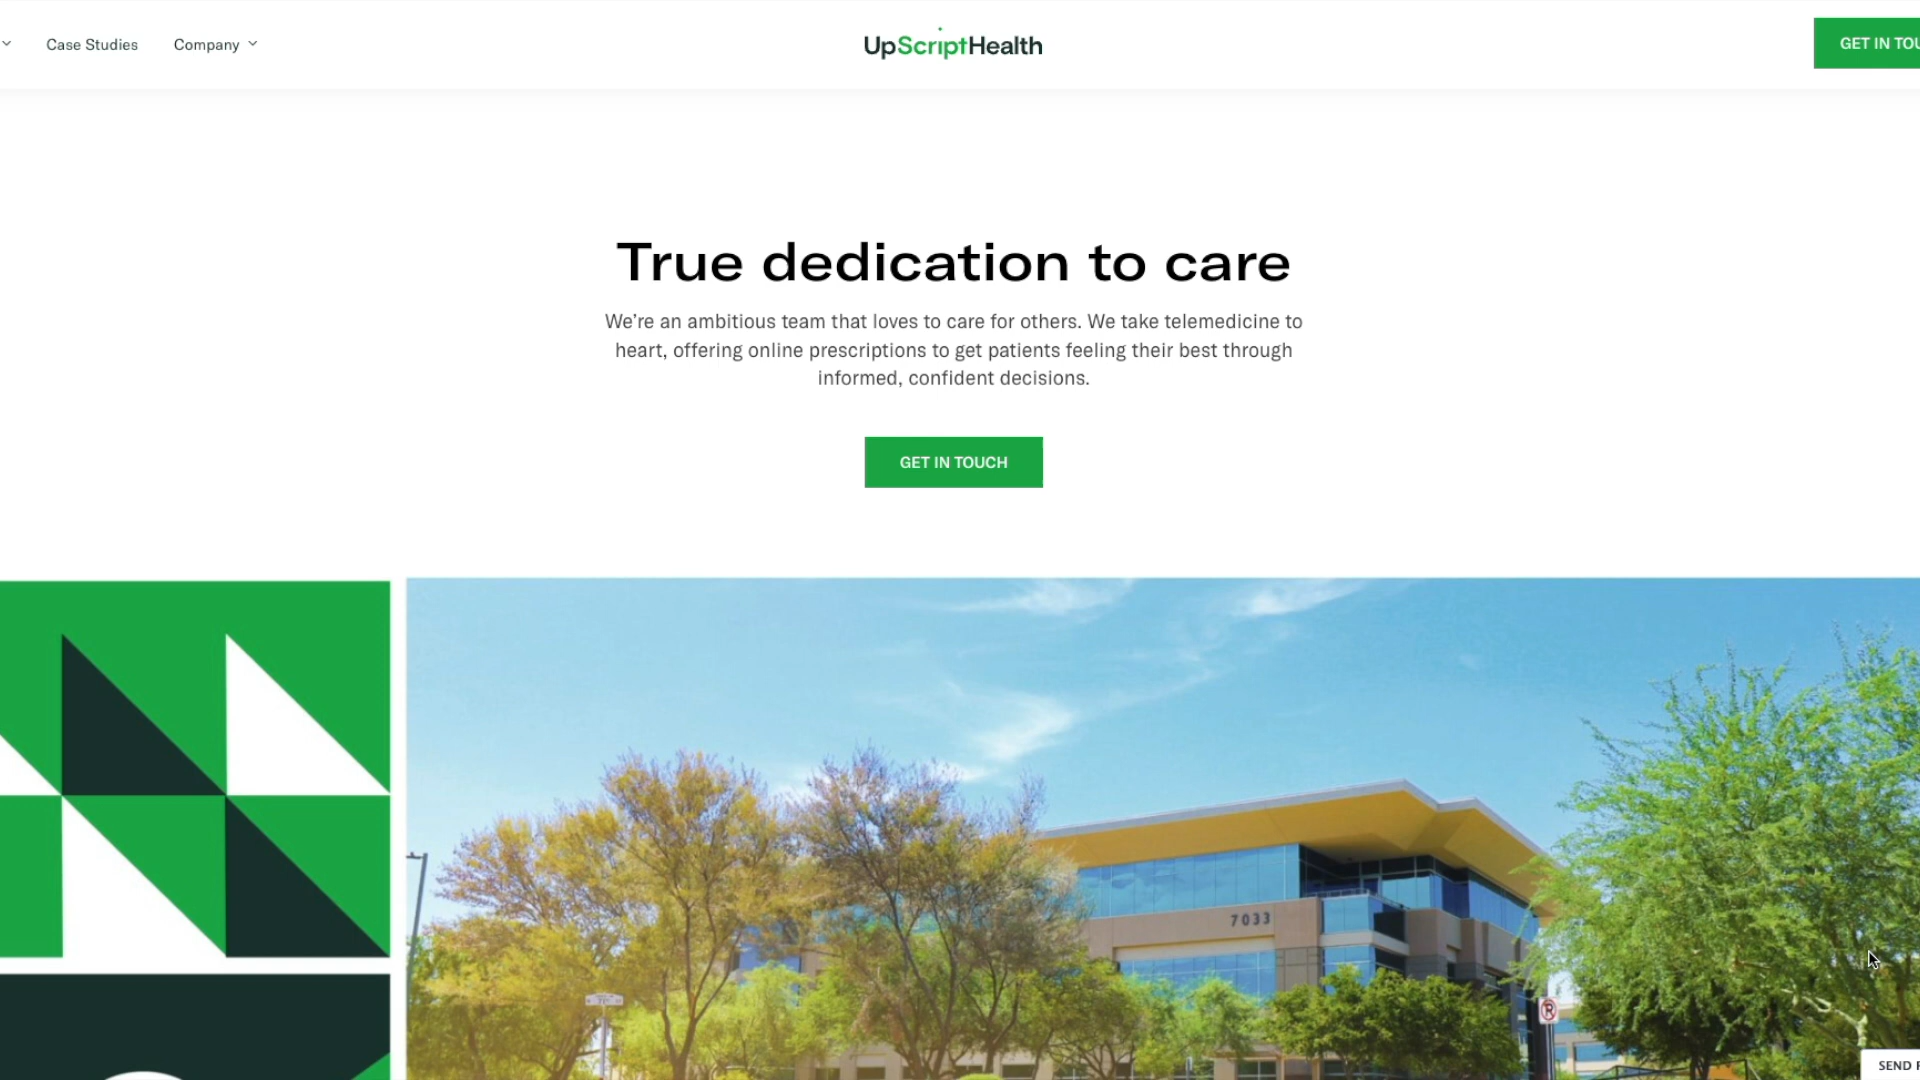 Case Studies
Company
UpScriptHealth
GET IN TOU
True dedication to care
We’re an ambitious team that loves to care for others. We take telemedicine to
heart, offering online prescriptions to get patients feeling their best through
informed, confident decisions.
GET IN TOUCH
7033
SEND